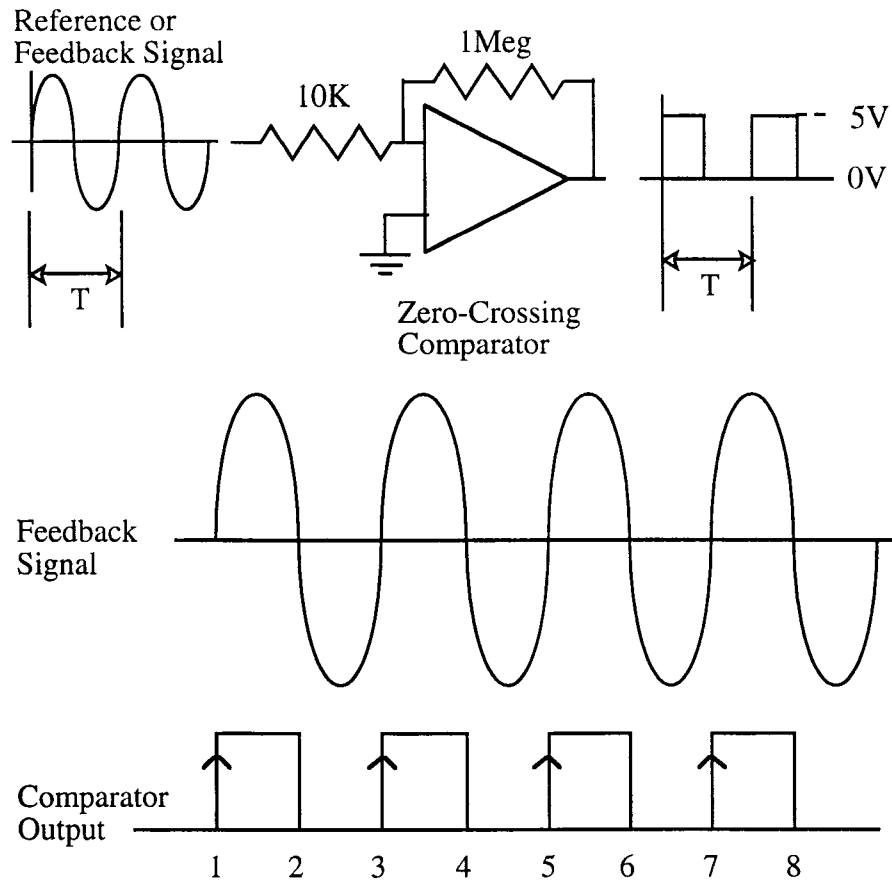 Reference or
Feedback Signal
1Meg
10K
5V
0V
T
T
Zero-Crossing
Comparator
Feedback
Signal
Comparator
Output
1 2 3 4 5 6 7 8